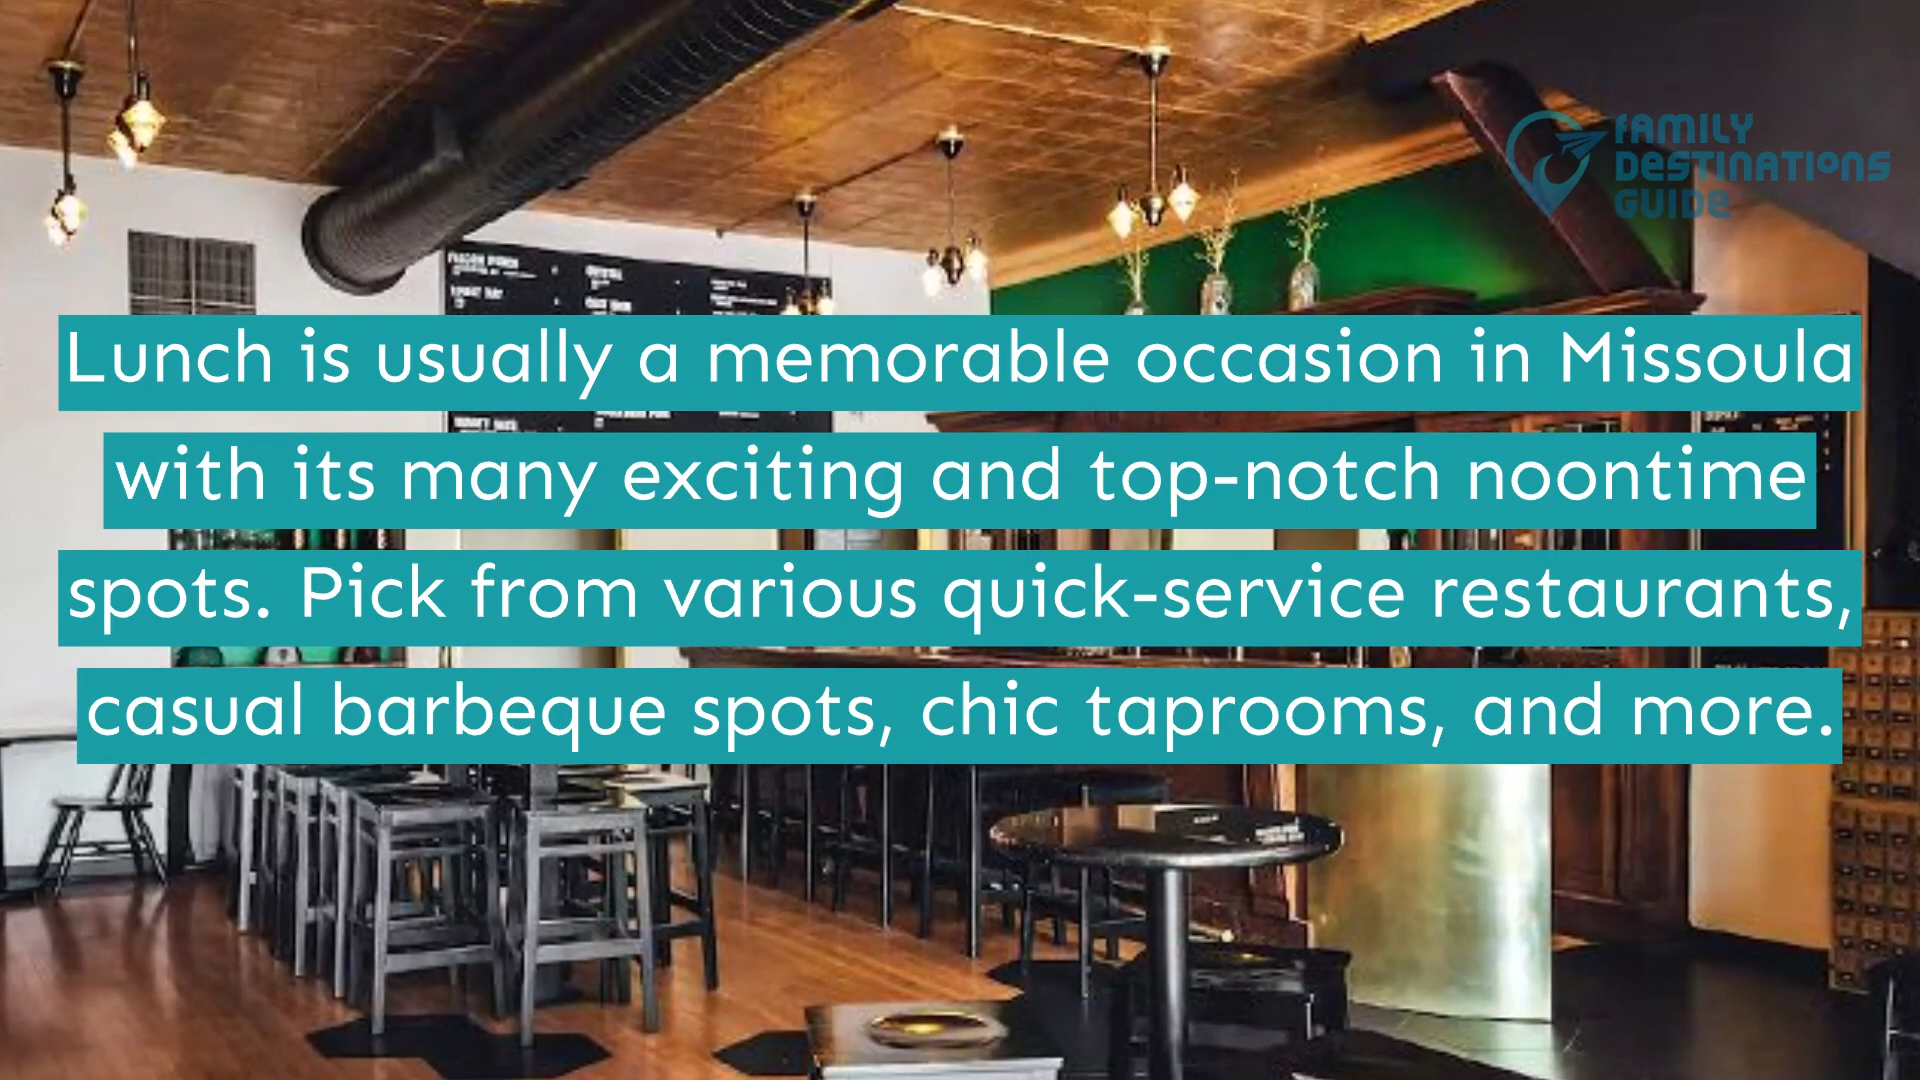 FAMILY
DESTINATIONS
GUIDE
Lunch is usually a memorable occasion in Missoula
with its many exciting and top-notch noontime
spots. Pick from various quick-service restaurants,
casual barbeque spots, chic taprooms, and more.